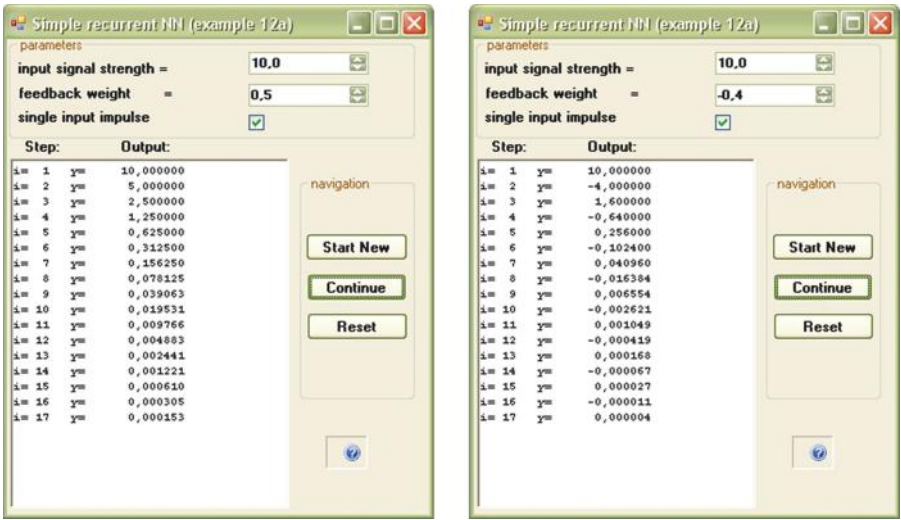 Simple recurrent NN (example 12a)
parameters
input signal strength = 10,0
feedback weight = 0,5
single input impulse
Step: Output:
i= 1 y= 10,000000
i= 2 y= 5,000000
i= 3 y= 2,500000
i= 4 y= 1,250000
i= 5 y= 0,625000
i= 6 y= 0,312500
i= 7 y= 0,156250
i= 8 y= 0,078125
i= 9 y= 0,039063
i= 10 y= 0,019531
i= 11 y= 0,009766
i= 12 y= 0,004883
i= 13 y= 0,002441
i= 14 y= 0,001221
i= 15 y= 0,000610
i= 16 y= 0,000305
i= 17 y= 0,000153
navigation
Start New
Continue
Reset
Simple recurrent NN (example 12a)
parameters
input signal strength = 10,0
feedback weight = -0,4
single input impulse
Step: Output:
i= 1 y= 10,000000
i= 2 y= -4,000000
i= 3 y= 1,600000
i= 4 y= -0,640000
i= 5 y= 0,256000
i= 6 y= -0,102400
i= 7 y= 0,040960
i= 8 y= -0,016384
i= 9 y= 0,006554
i= 10 y= -0,002621
i= 11 y= 0,001049
i= 12 y= -0,000419
i= 13 y= 0,000168
i= 14 y= -0,000067
i= 15 y= 0,000027
i= 16 y= -0,000011
i= 17 y= 0,000004
navigation
Start New
Continue
Reset